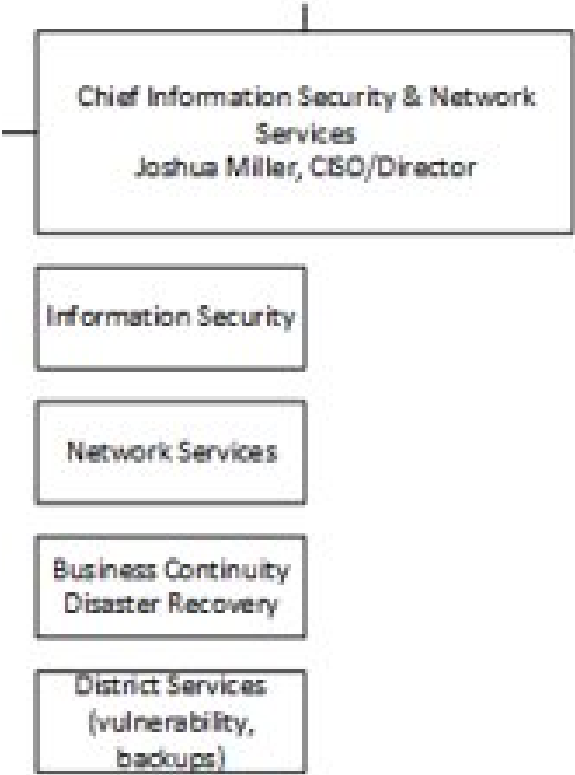 Chief Information Security & Network
Services
Joshua Miller, CISO/Director
Information Security
Network Services
Business Continuity
Disaster Recovery
District Services
(vulnerability,
backups)